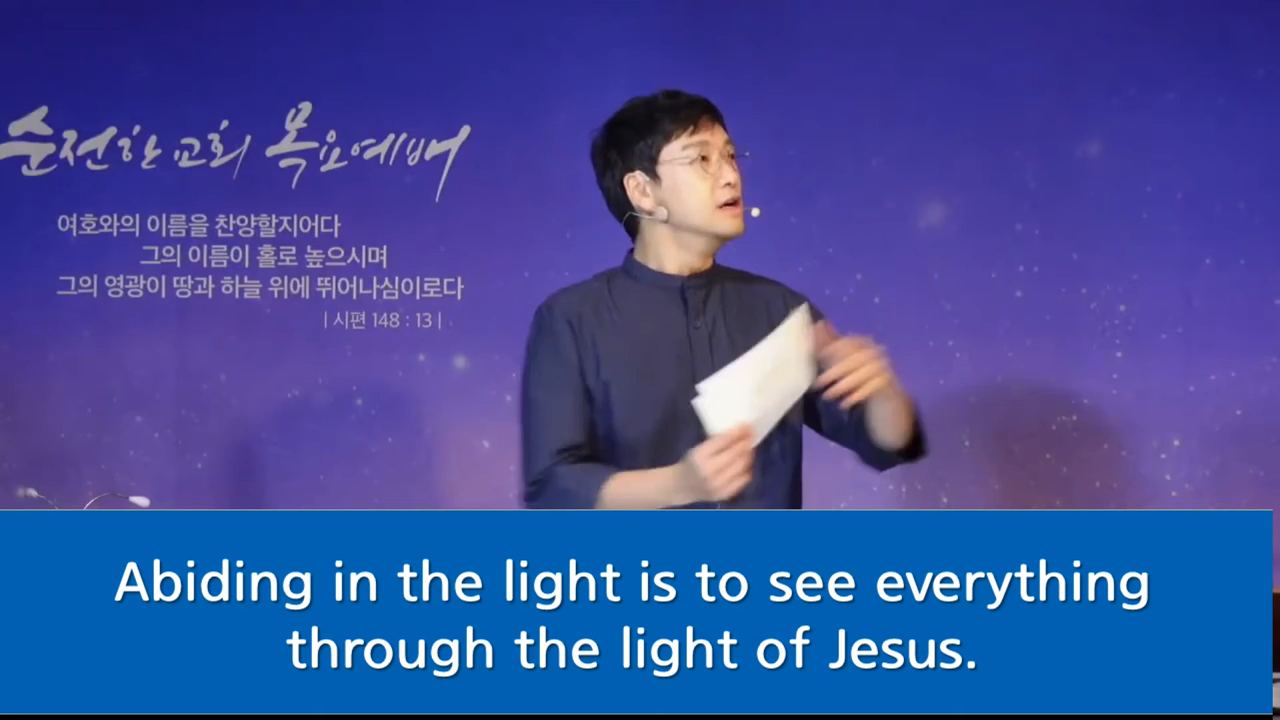 순전한 교회 목요예배
여호와의 이름을 찬양할지어다
그의 이름이 홀로 높으시며
그의 영광이 땅과 하늘 위에 뛰어나심이로다
| 시편 148 : 13 |
Abiding in the light is to see everything
through the light of Jesus.